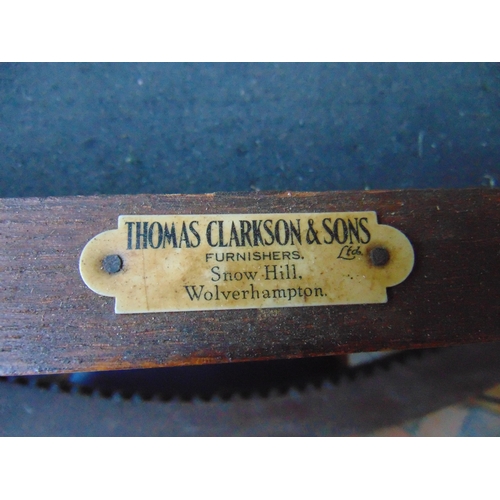 THOMAS CLARKSON & SONS Ltd.
FURNISHERS.
Snow Hill,
Wolverhampton.